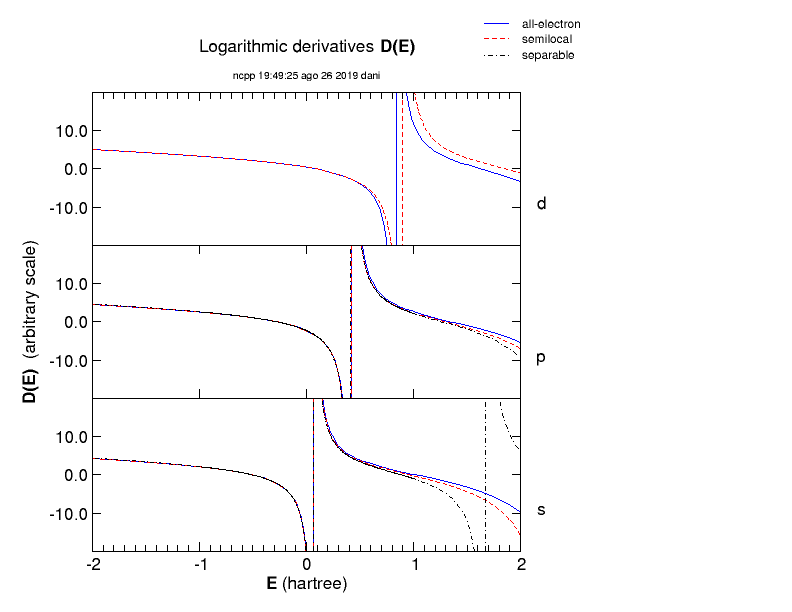 all-electron
semilocal
separable
Logarithmic derivatives D(E)
ncpp 19:49:25 ago 26 2019 dani
10.0
0.0
-10.0
d
10.0
0.0
-10.0
p
10.0
0.0
-10.0
s
D(E) (arbitrary scale)
-2 -1 0 1 2
E (hartree)